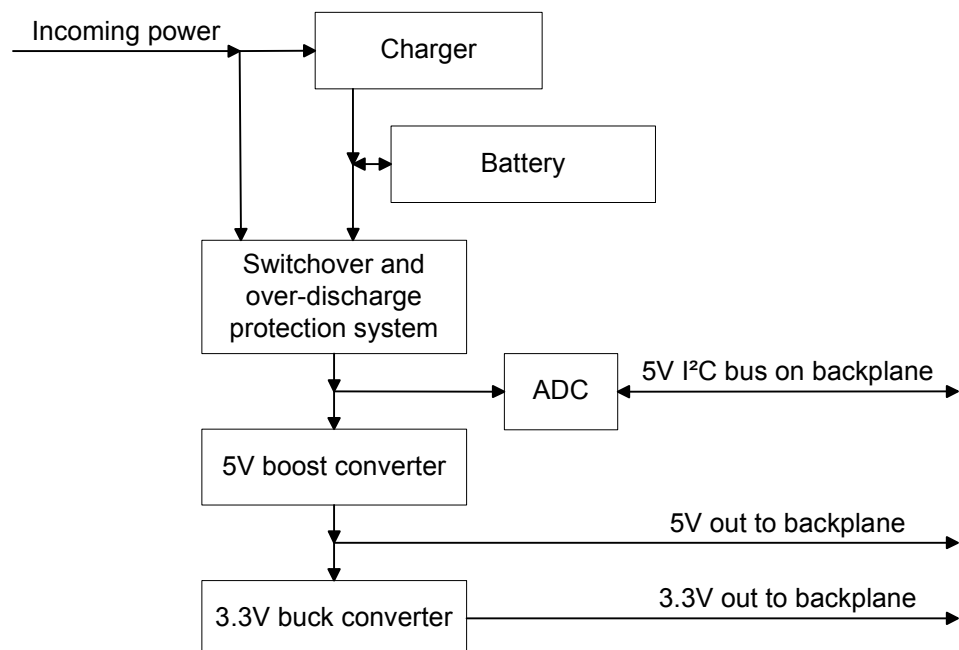 Incoming power
Charger
Battery
Switchover and
over-discharge
protection system
5V I²C bus on backplane
ADC
5V boost converter
5V out to backplane
3.3V out to backplane
3.3V buck converter